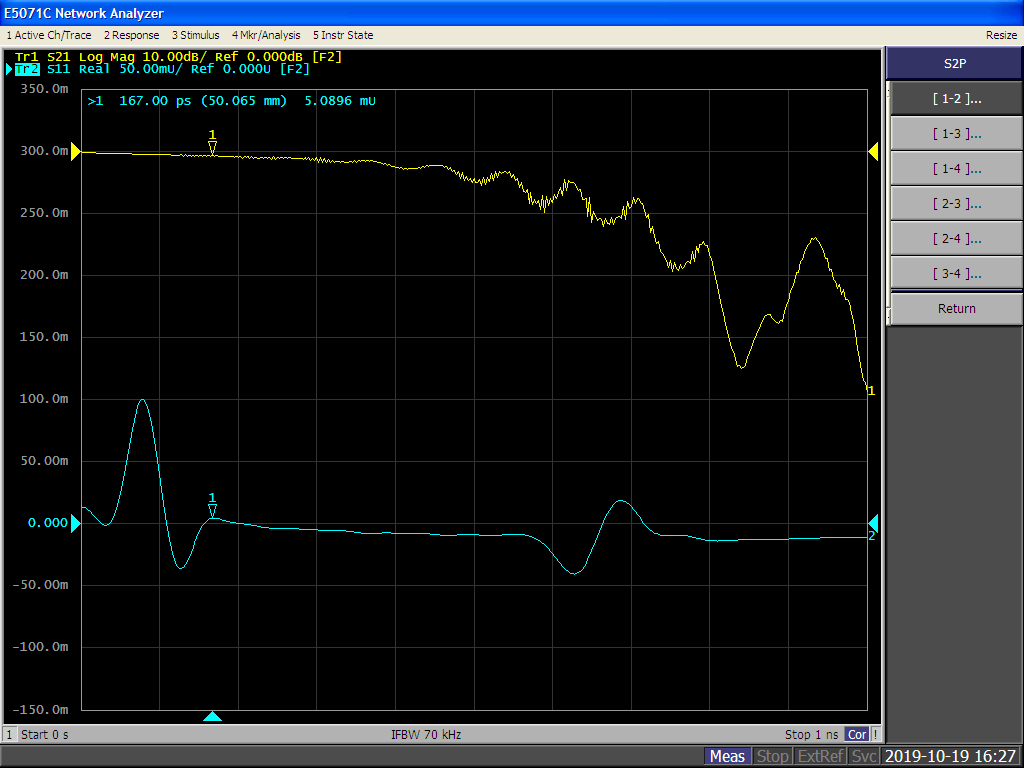 E5071C Network Analyzer
1 Active Ch/Trace 2 Response 3 Stimulus 4 Mkr/Analysis 5 Instr State Resize
Tr1 S21 Log Mag 10.00dB/ Ref 0.000dB [F2]
Tr2 S11 Real 50.00mU/ Ref 0.000U [F2]
S2P
350.0m
>1 167.00 ps (50.065 mm) 5.0896 mU
[ 1-2 ]...
[ 1-3 ]...
1
300.0m
[ 1-4 ]...
[ 2-3 ]...
250.0m
[ 2-4 ]...
200.0m
[ 3-4 ]...
Return
150.0m
1
100.0m
50.00m
1
0.000
2
-50.00m
-100.0m
-150.0m
1 Start 0 s IFBW 70 kHz Stop 1 ns Cor !
Meas Stop ExtRef Svc 2019-10-19 16:27